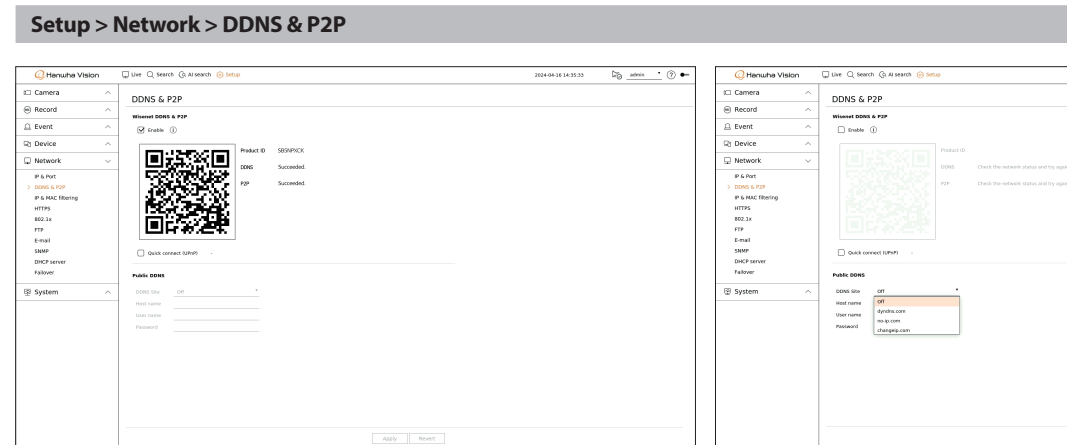 Setup > Network > DDNS & P2P
Hanwha Vision
Live Search AI search Setup
2024-04-16 14:35:33
admin
Camera
Record
Event
Device
Network
IP & Port
> DDNS & P2P
IP & MAC filtering
HTTPS
802.1x
FTP
E-mail
SNMP
DHCP server
Failover
System
DDNS & P2P
Wisenet DDNS & P2P
Enable
Product ID SB5NPXCK
DDNS Succeeded.
P2P Succeeded.
Quick connect (UPnP) -
Public DDNS
DDNS Site Off
Host name
User name
Password
Apply Revert
Hanwha Vision
Live Search AI search Setup
Camera
Record
Event
Device
Network
IP & Port
> DDNS & P2P
IP & MAC filtering
HTTPS
802.1x
FTP
E-mail
SNMP
DHCP server
Failover
System
DDNS & P2P
Wisenet DDNS & P2P
Enable
Product ID
DDNS Check the network status and try again
P2P Check the network status and try again
Quick connect (UPnP) -
Public DDNS
DDNS Site Off
Host name
User name
Password
Off
dyndns.com
no-ip.com
changeip.com